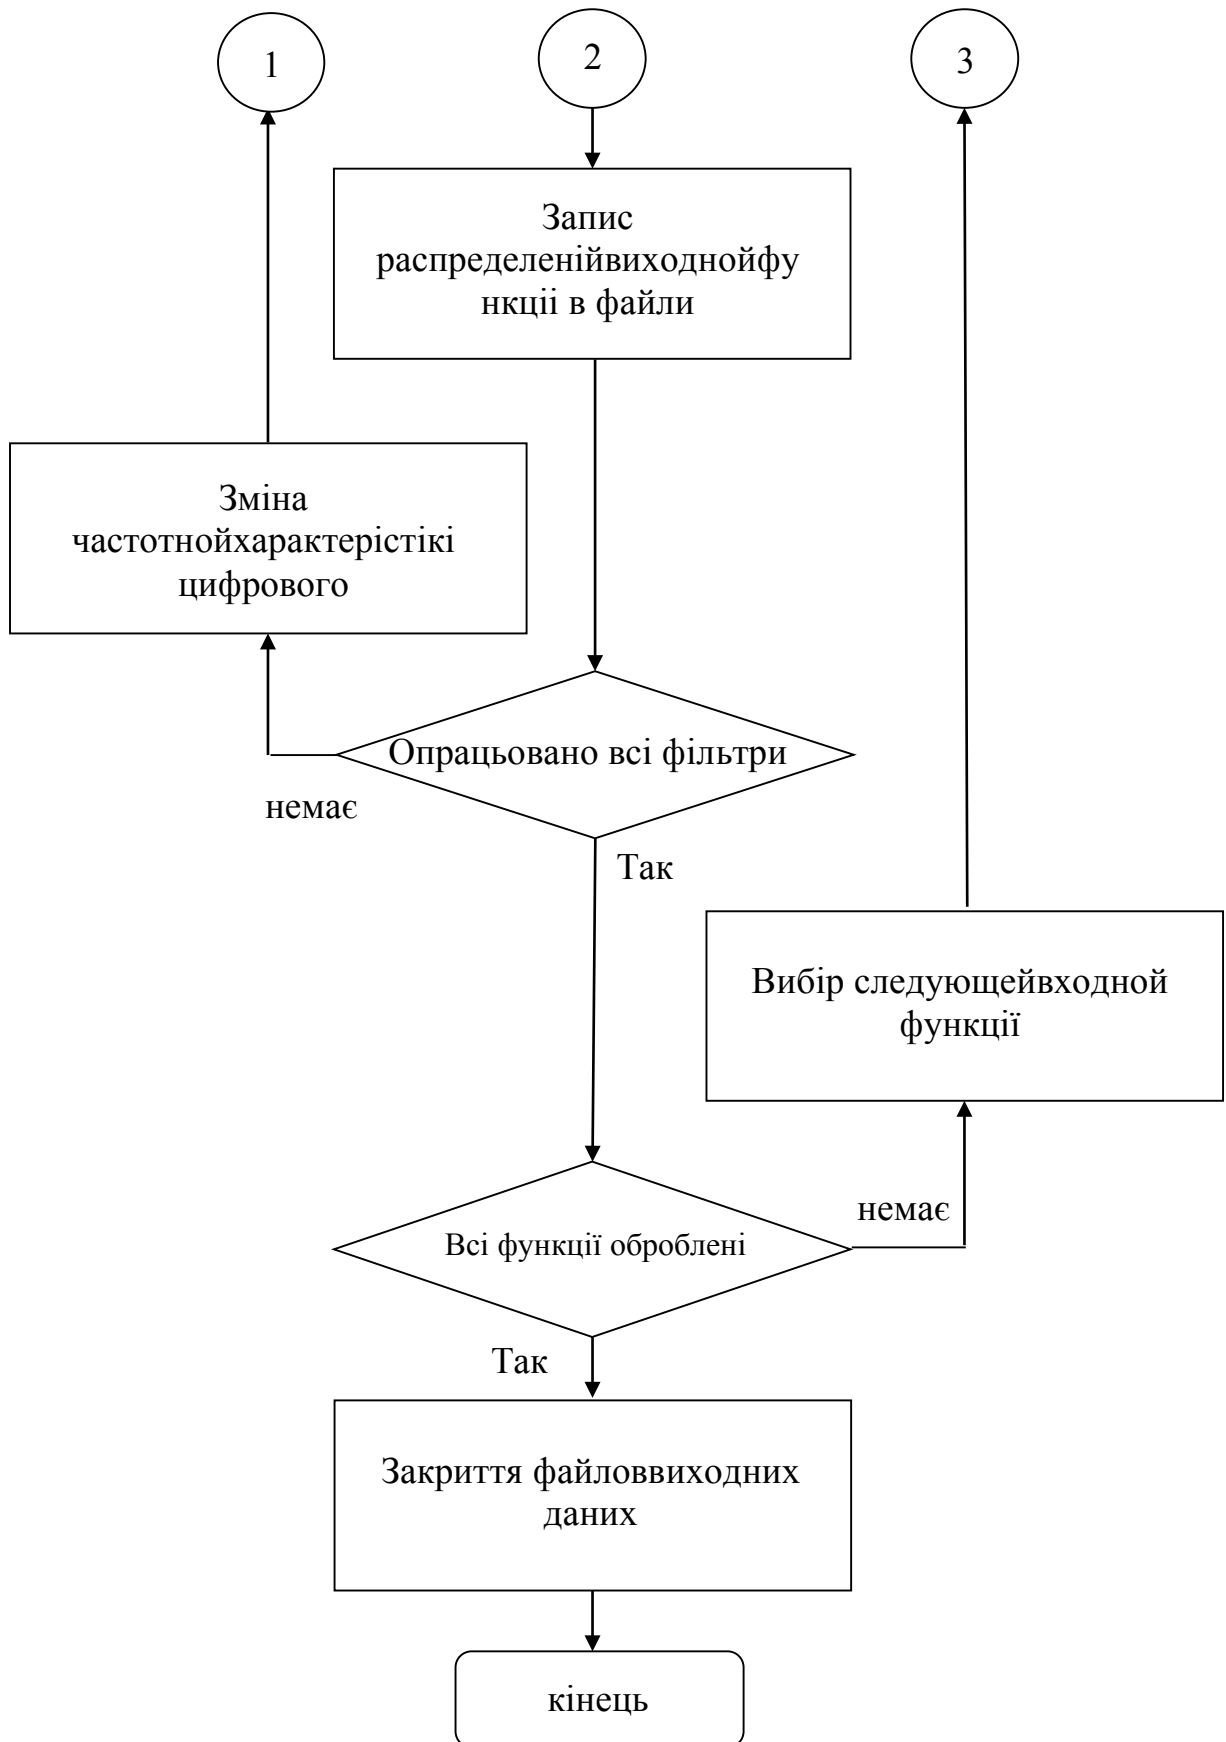 1
2
3
Запис
распределенійвиходнойфу
нкціі в файли
Зміна
частотнойхарактерістікі
цифрового
Опрацьовано всі фільтри
немає
Так
Вибір следующейвходной
функції
немає
Всі функції оброблені
Так
Закриття файловвиходних
даних
кінець